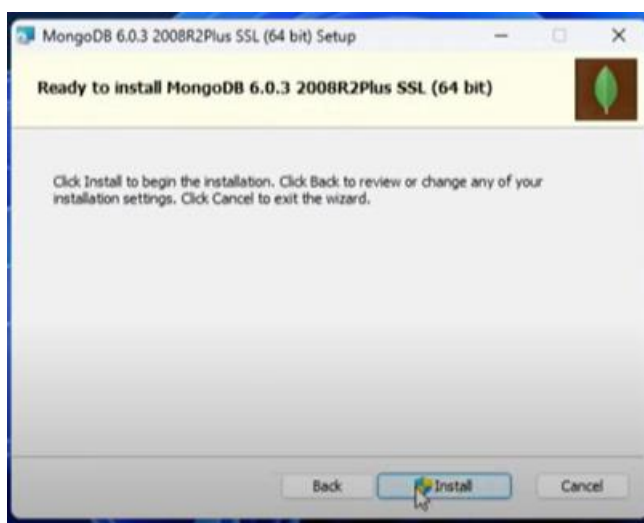 MongoDB 6.0.3 2008R2Plus SSL (64 bit) Setup
Ready to install MongoDB 6.0.3 2008R2Plus SSL (64 bit)
Click Install to begin the installation. Click Back to review or change any of your
installation settings. Click Cancel to exit the wizard.
Back Install Cancel